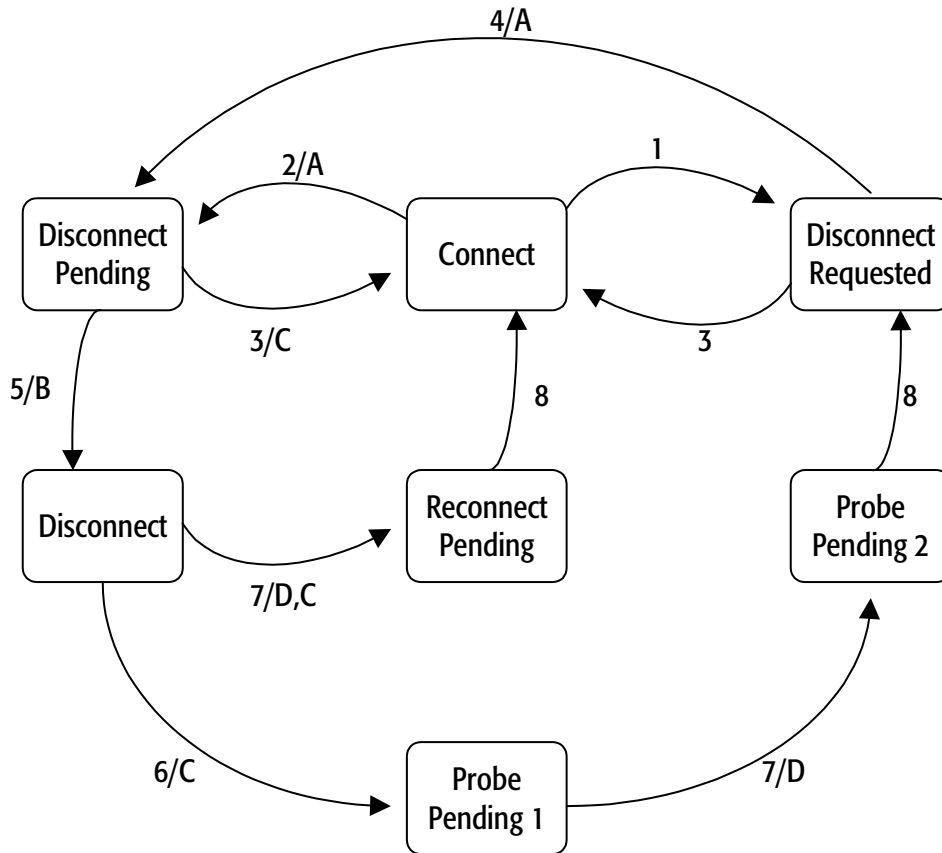 4/A
2/A
1
Disconnect
Pending
Connect
Disconnect
Requested
3/C
3
5/B
8
8
Disconnect
Reconnect
Pending
Probe
Pending 2
7/D,C
6/C
Probe
Pending 1
7/D